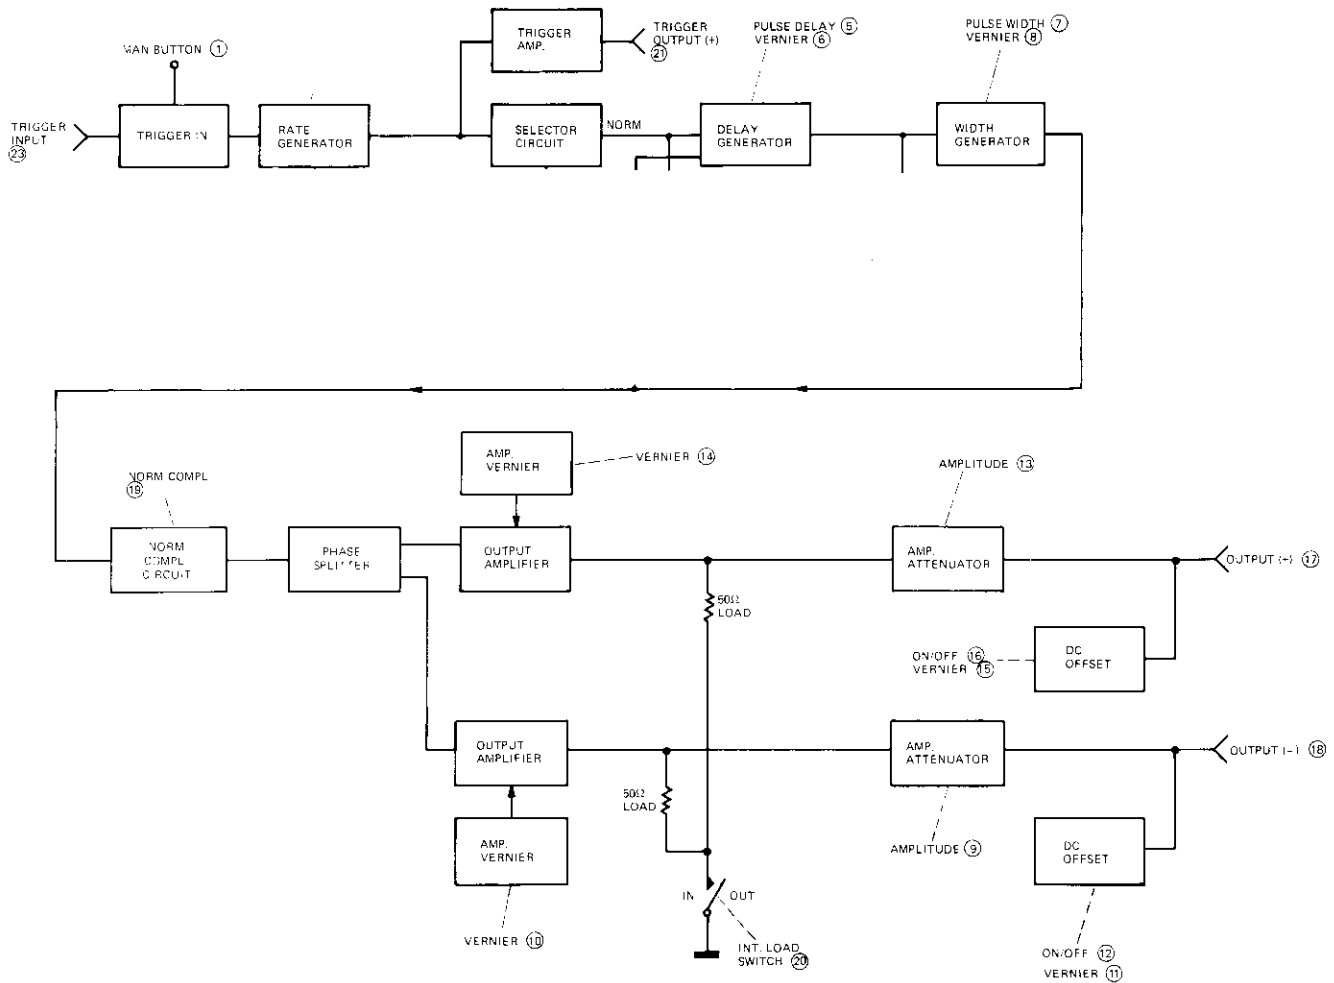 MAN BUTTON 1
TRIGGER
INPUT
23
TRIGGER IN
RATE
GENERATOR
TRIGGER
AMP.
TRIGGER
OUTPUT (+)
21
SELECTOR
CIRCUIT
NORM
PULSE DELAY 5
VERNIER 6
DELAY
GENERATOR
PULSE WIDTH 7
VERNIER 8
WIDTH
GENERATOR
NORM COMPL
19
NORM
COMPL
CIRCUIT
PHASE
SPLITTER
AMP.
VERNIER
VERNIER 14
OUTPUT
AMPLIFIER
50Ω
LOAD
AMPLITUDE 13
AMP.
ATTENUATOR
OUTPUT (+) 17
ON/OFF 16
VERNIER 15
DC
OFFSET
OUTPUT
AMPLIFIER
50Ω
LOAD
AMP.
ATTENUATOR
OUTPUT (–) 18
AMP.
VERNIER
VERNIER 10
AMPLITUDE 9
DC
OFFSET
IN OUT
INT. LOAD
SWITCH 20
ON/OFF 12
VERNIER 11